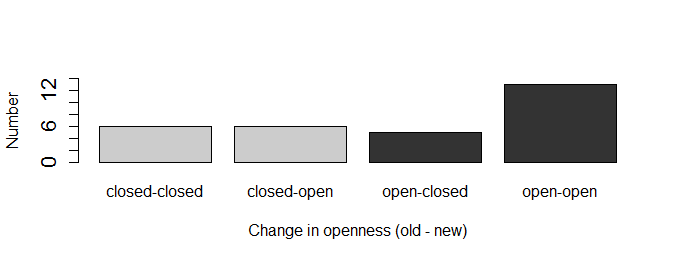 Number
12
6
0
closed-closed closed-open open-closed open-open
Change in openness (old - new)